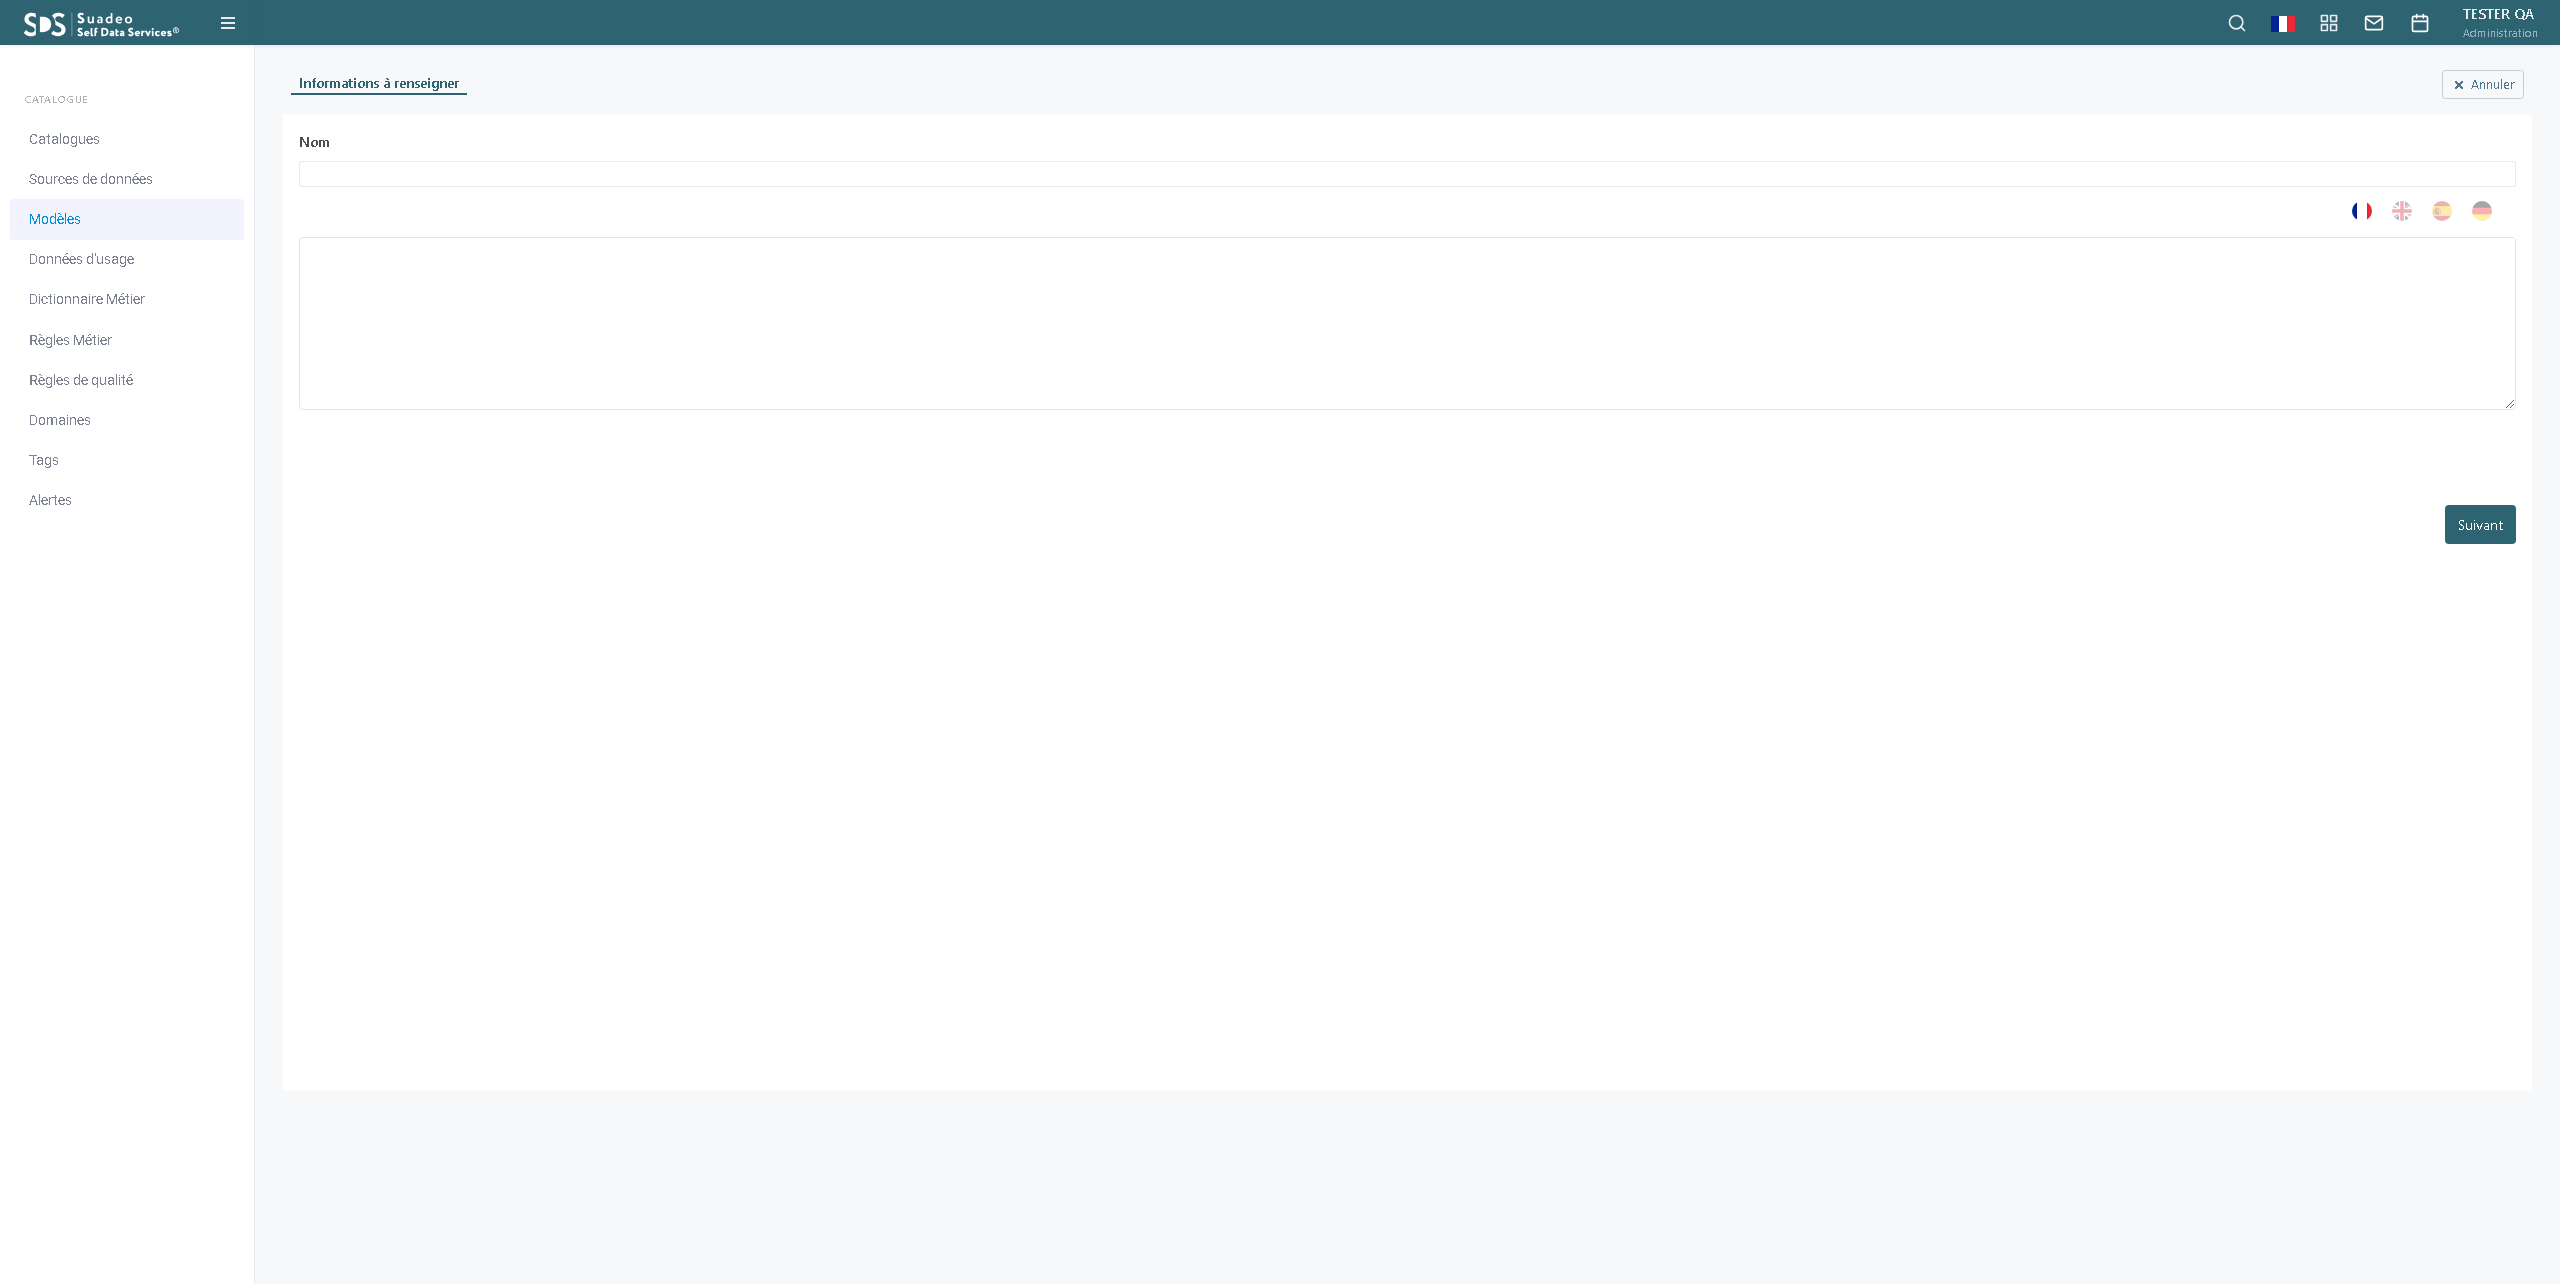 SDS Suadeo
Self Data Services®
TESTER QA
Administration
CATALOGUE
Catalogues
Sources de données
Modèles
Données d'usage
Dictionnaire Métier
Règles Métier
Règles de qualité
Domaines
Tags
Alertes
Informations à renseigner
Annuler
Nom
Suivant